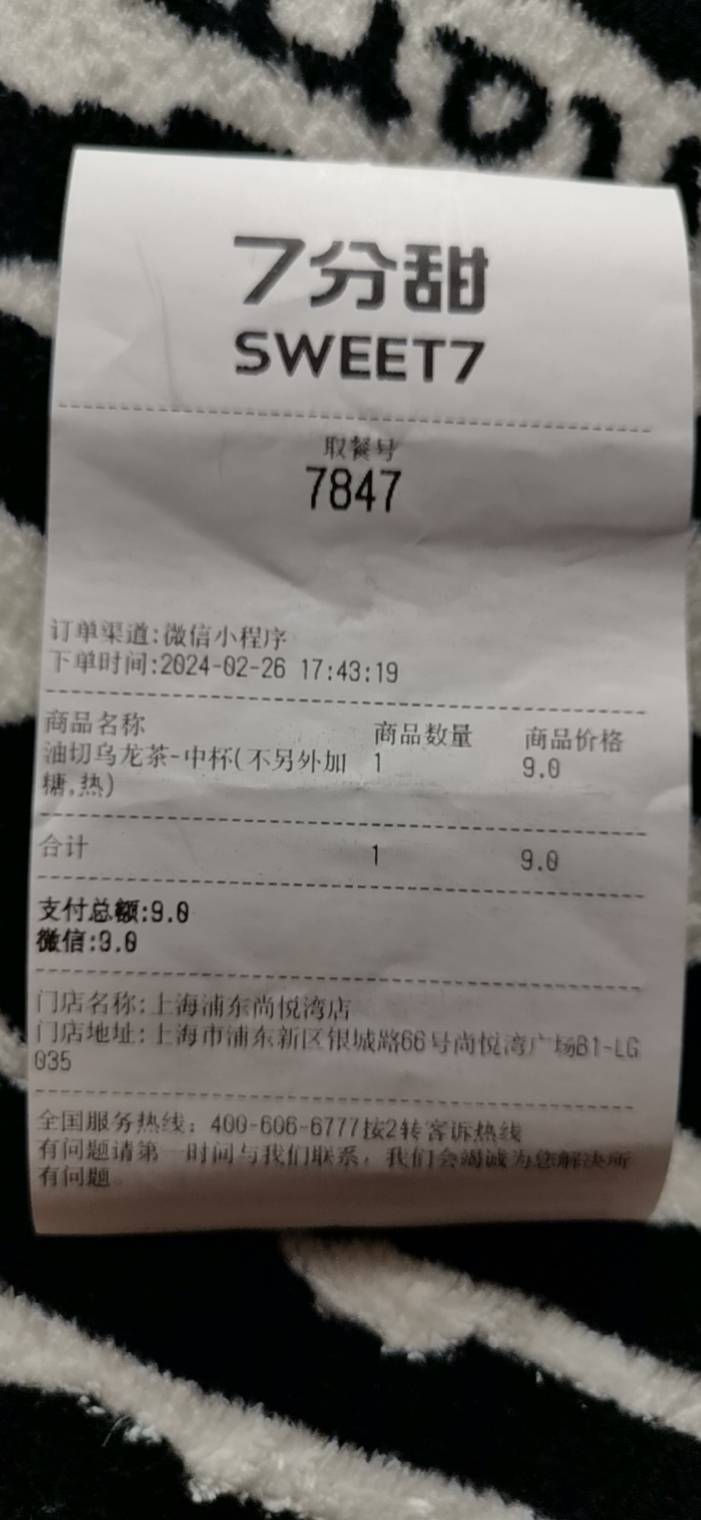 7分甜
SWEET7
取餐号
7847
订单渠道:微信小程序
下单时间:2024-02-26 17:43:19
商品名称 商品数量 商品价格
油切乌龙茶-中杯(不另外加 1 9.0
糖,热)
合计 1 9.0
支付总额:9.0
微信:9.0
门店名称:上海浦东尚悦湾店
门店地址:上海市浦东新区银城路66号尚悦湾广场B1-LG
035
全国服务热线：400-606-6777按2转客诉热线
有问题请第一时间与我们联系，我们会竭诚为您解决所
有问题